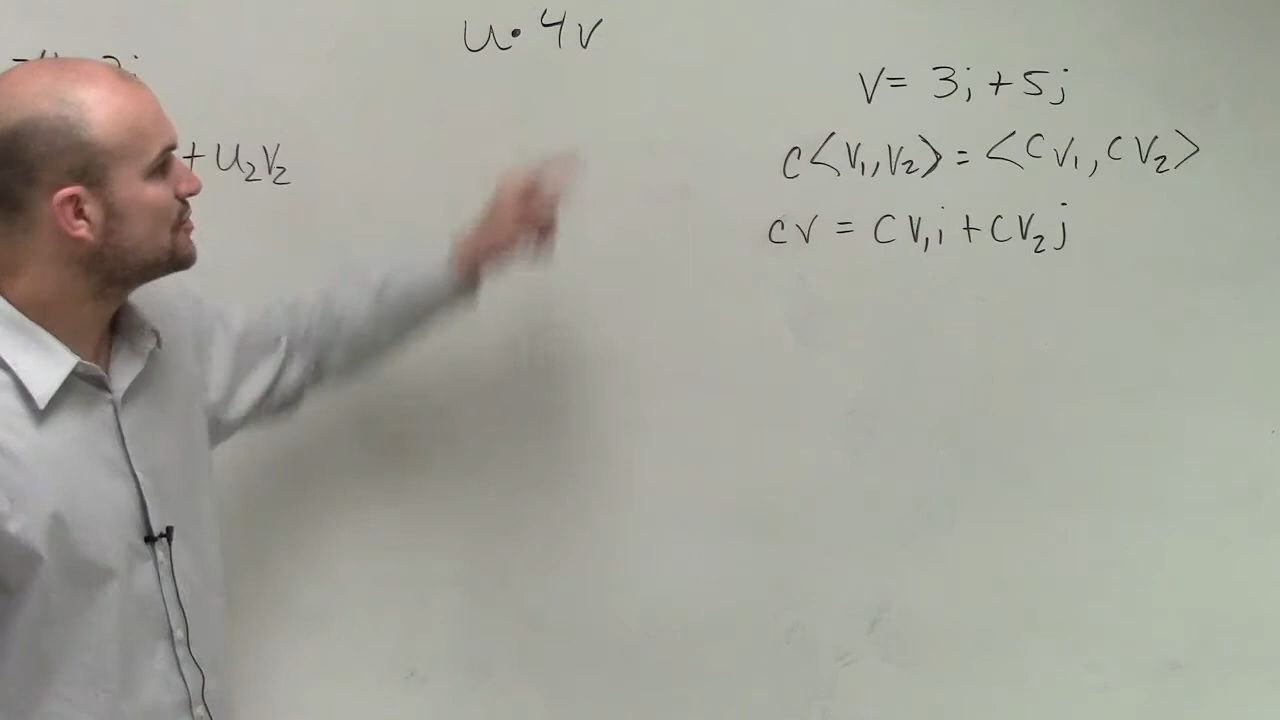 u • 4v
+ u₂v₂
v = 3i + 5j
c<v₁,v₂> = <cv₁, cv₂>
cv = cv₁i + cv₂j